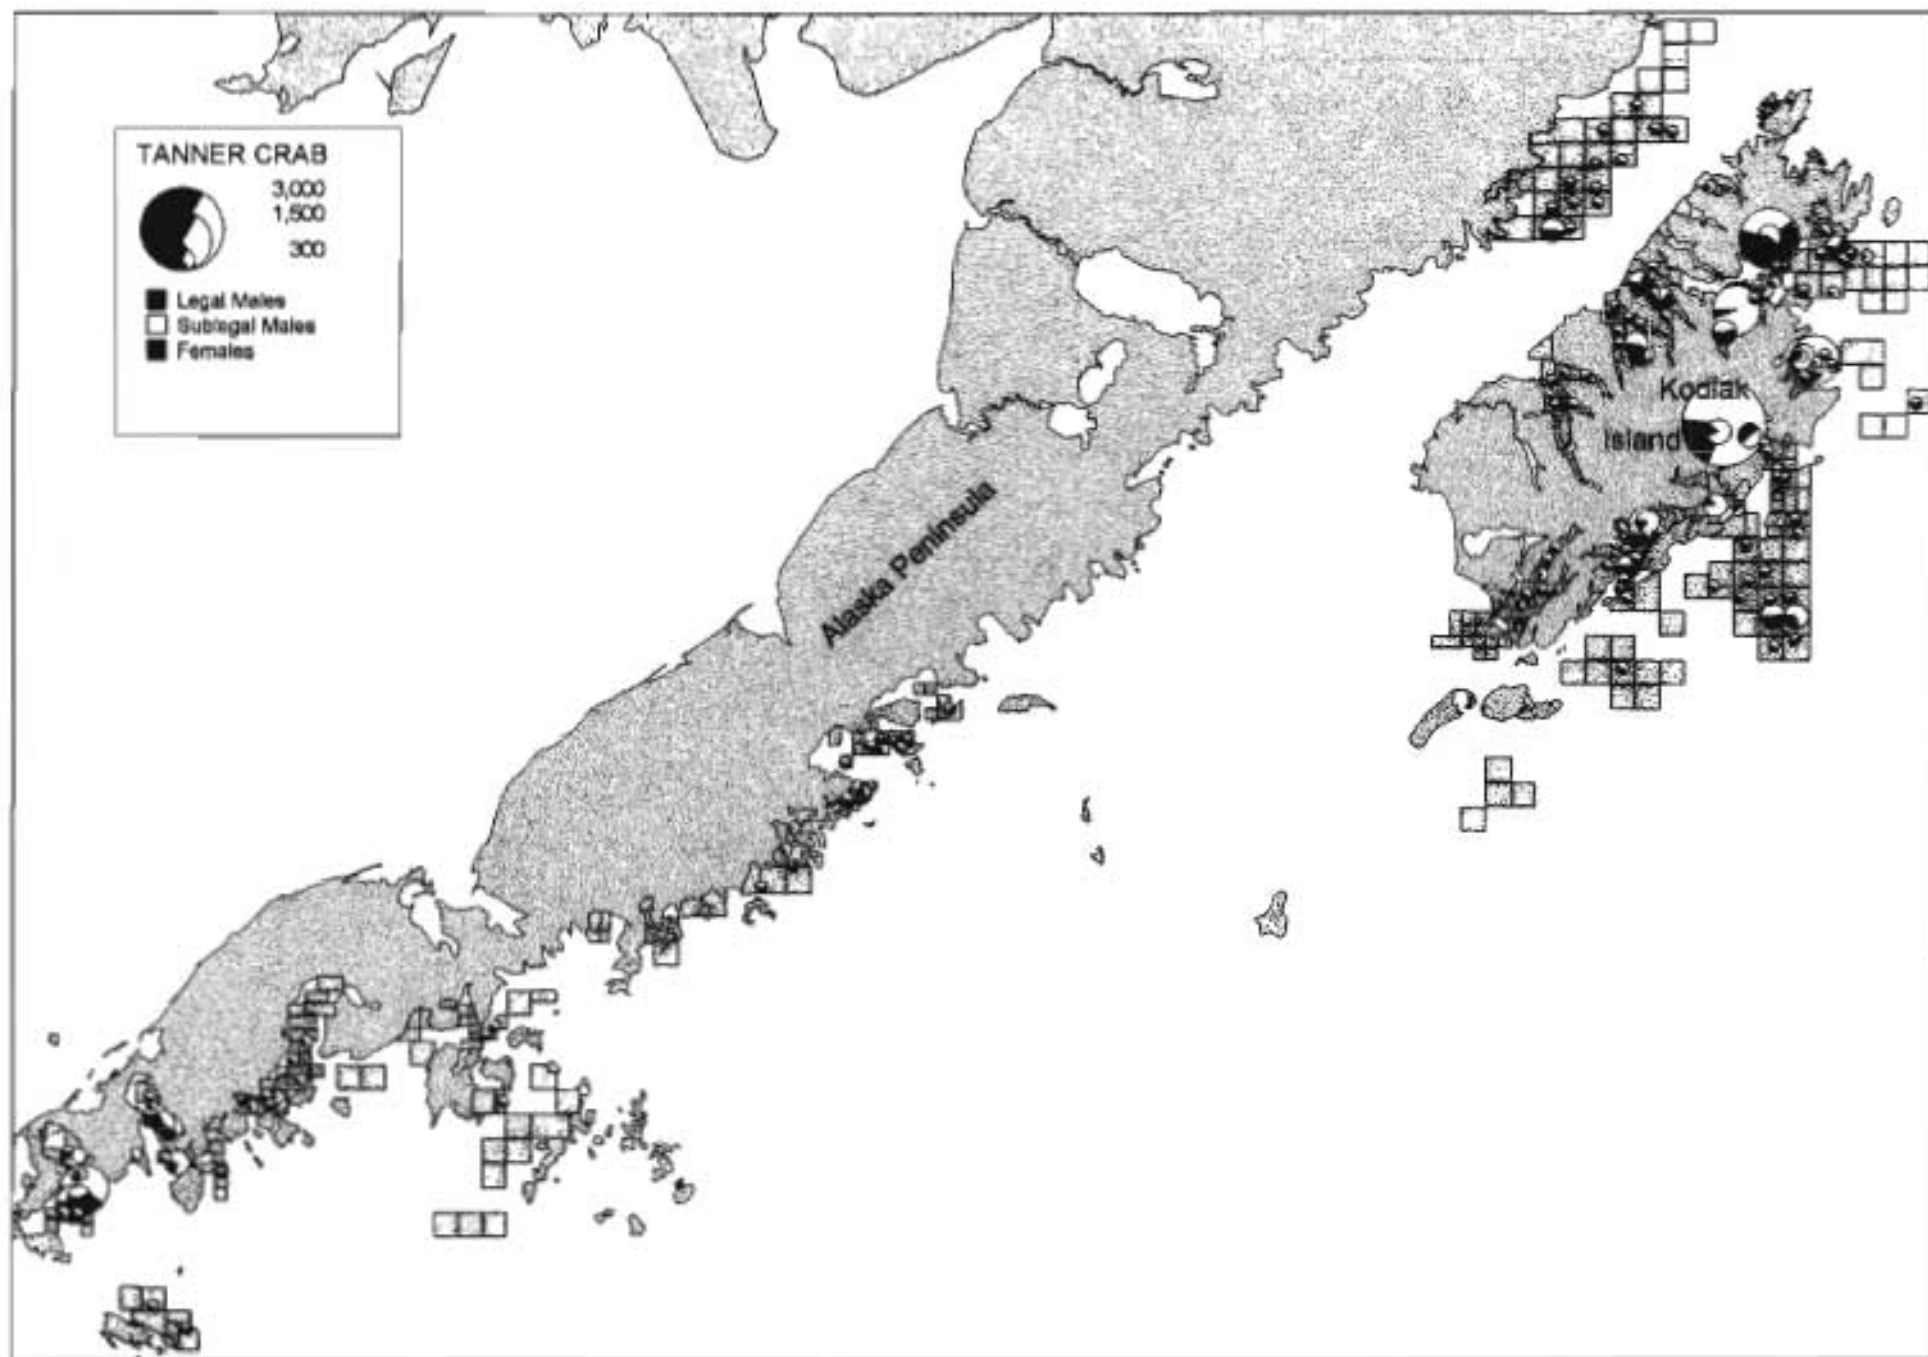 TANNER CRAB
3,000
1,500
300
Legal Males
Sublegal Males
Females
Kodiak
Island
Alaska Peninsula